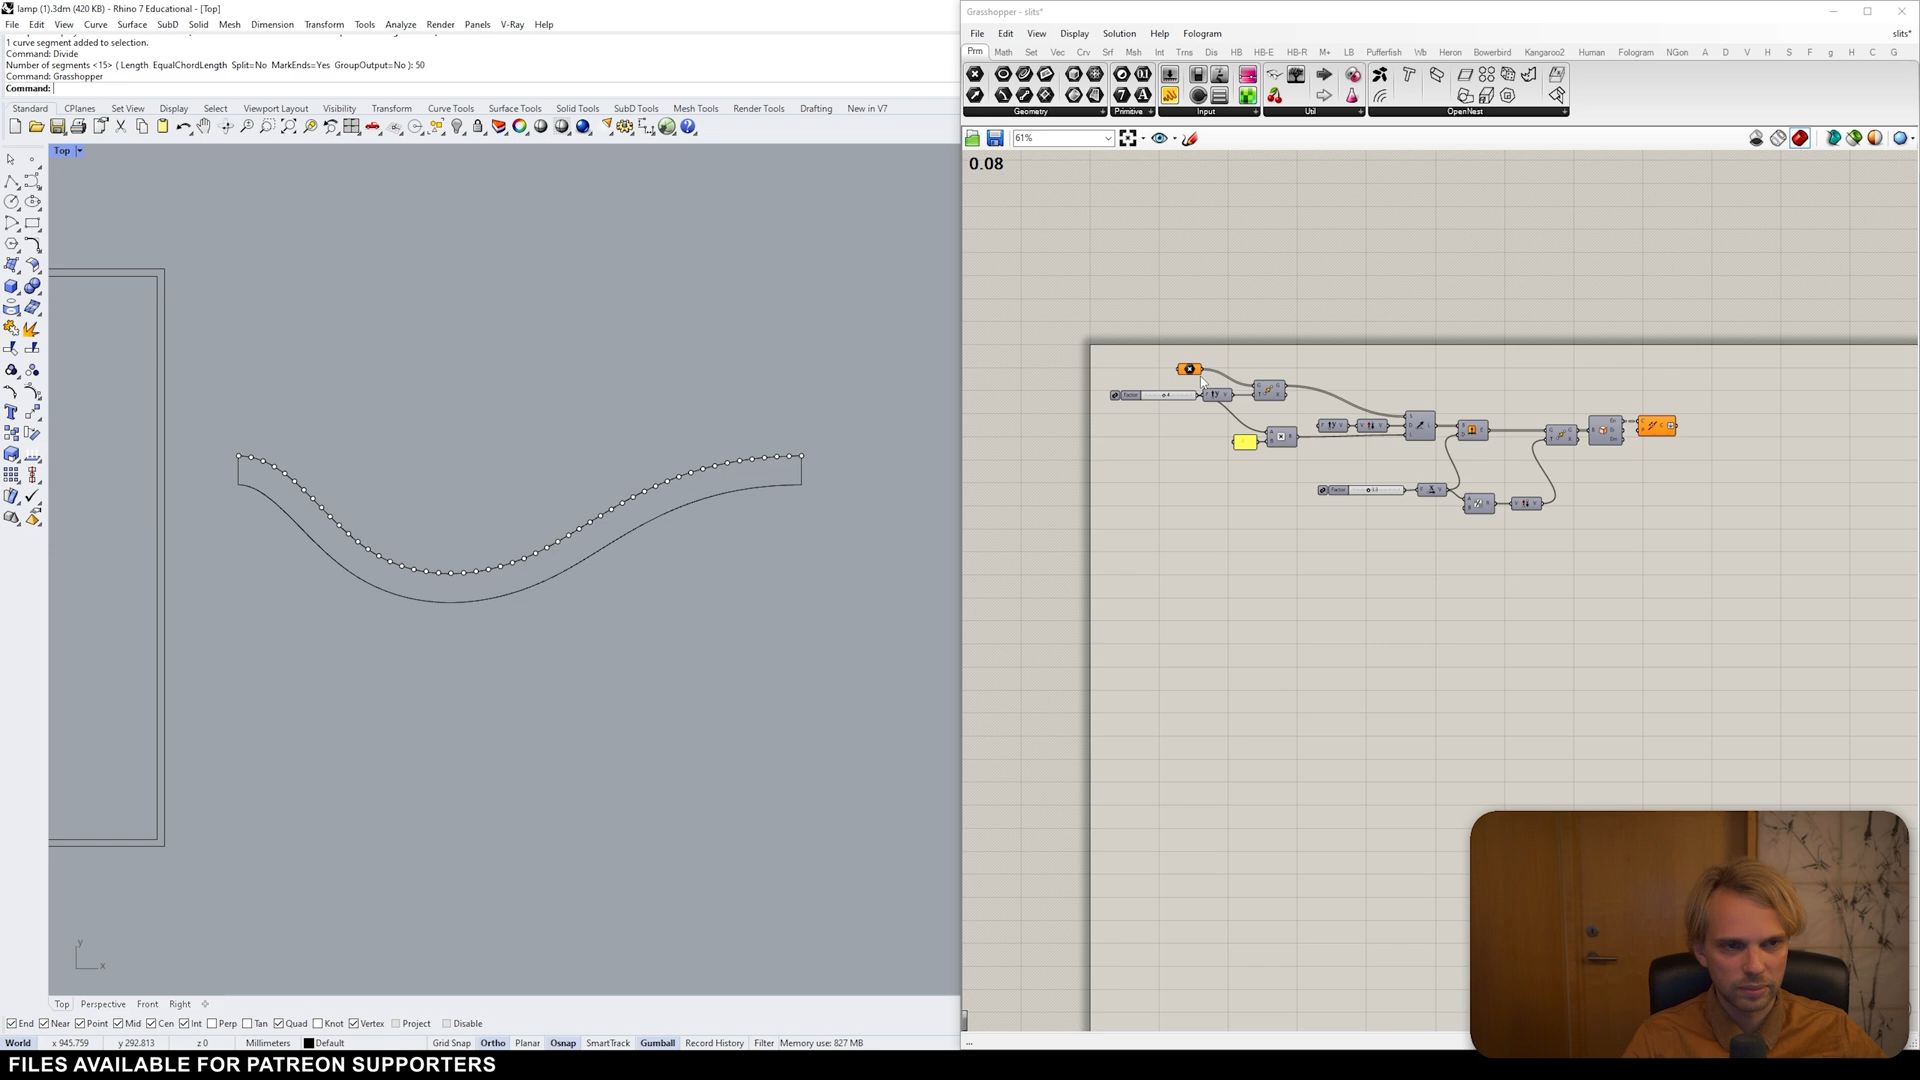 lamp (1).3dm (420 KB) - Rhino 7 Educational - [Top]
File Edit View Curve Surface SubD Solid Mesh Dimension Transform Tools Analyze Render Panels V-Ray Help
1 curve segment added to selection.
Command: Divide
Number of segments <15> ( Length EqualChordLength Split=No MarkEnds=Yes GroupOutput=No ): 50
Command: Grasshopper
Command:
Standard CPlanes Set View Display Select Viewport Layout Visibility Transform Curve Tools Surface Tools Solid Tools SubD Tools Mesh Tools Render Tools Drafting New in V7
Top
y
x
Top Perspective Front Right
End Near Point Mid Cen Int Perp Tan Quad Knot Vertex Project Disable
World x 945.759 y 292.813 z 0 Millimeters Default Grid Snap Ortho Planar Osnap SmartTrack Gumball Record History Filter Memory use: 827 MB
Grasshopper - slits*
File Edit View Display Solution Help Fologram
slits*
Prm Math Set Vec Crv Srf Msh Int Trns Dis HB HB-E HB-R M+ LB Pufferfish Wb Heron Bowerbird Kangaroo2 Human Fologram NGon A D V M H S F g H C G
Geometry Primitive Input Util OpenNest
61%
0.08
Factor 4
Factor
...
FILES AVAILABLE FOR PATREON SUPPORTERS